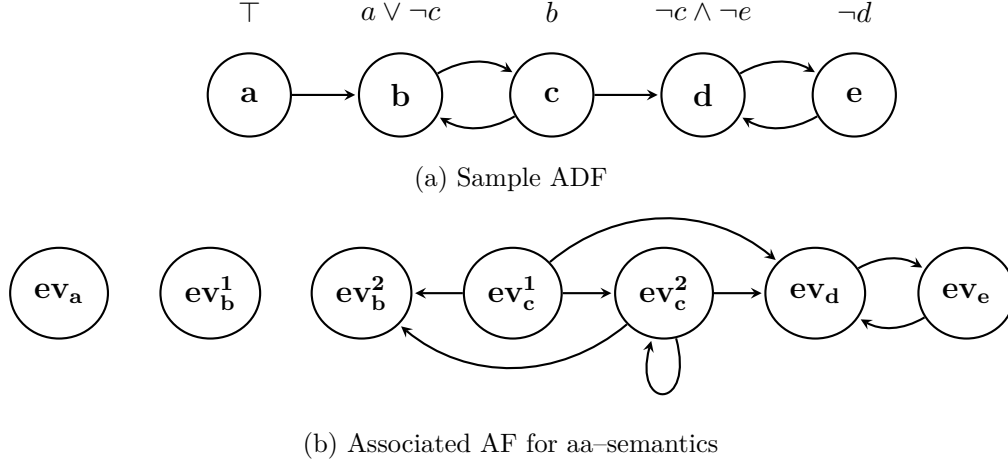 ⊤ a ∨ ¬c b ¬c ∧ ¬e ¬d
a b c d e
(a) Sample ADF
ev_a ev_b^1 ev_b^2 ev_c^1 ev_c^2 ev_d ev_e
(b) Associated AF for aa–semantics